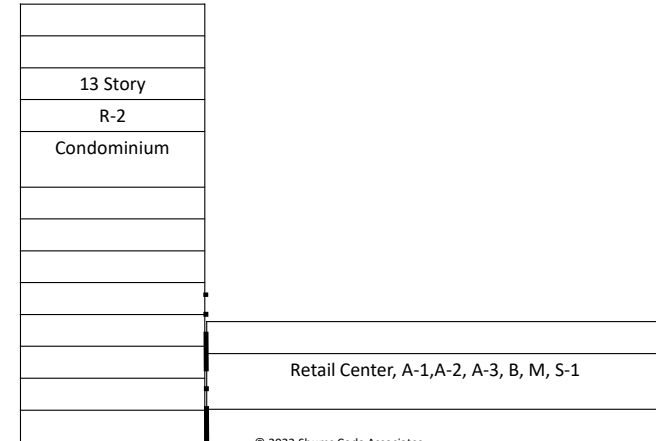 13 Story
R-2
Condominium
Retail Center, A-1,A-2, A-3, B, M, S-1